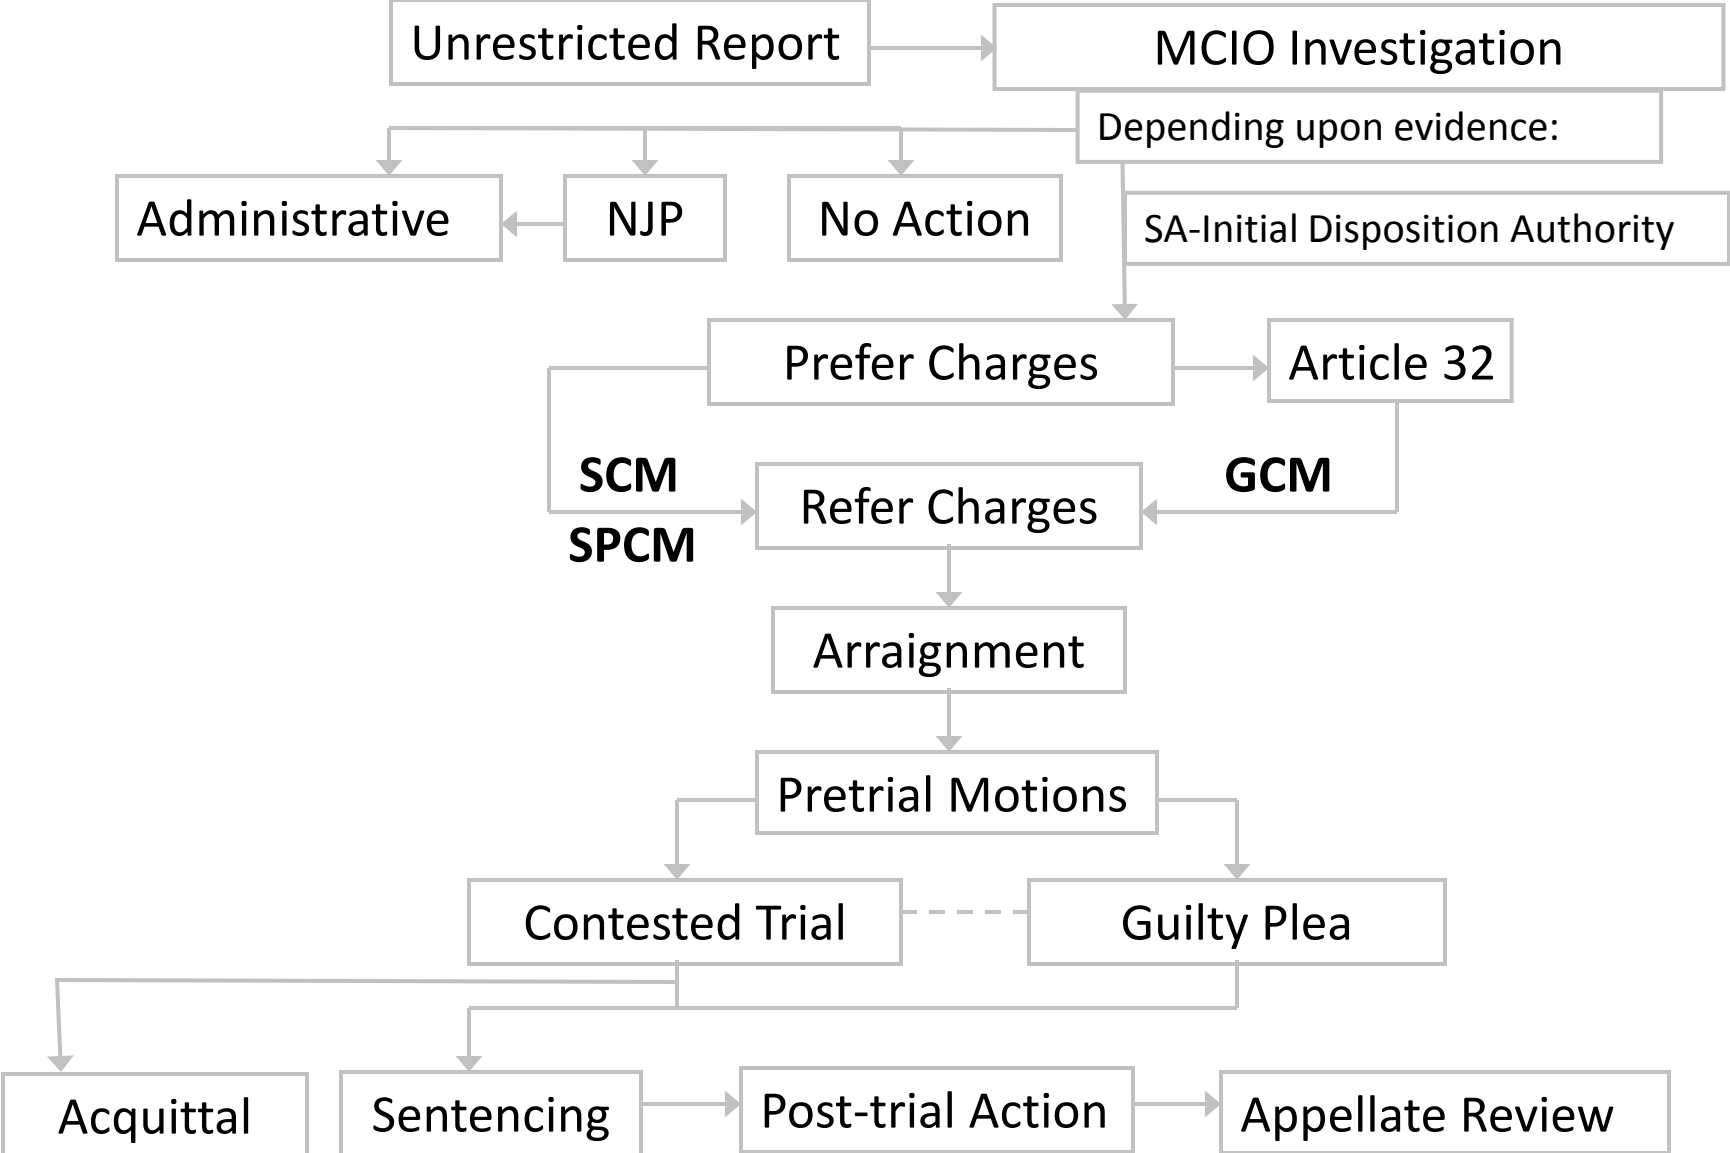 Unrestricted Report
MCIO Investigation
Depending upon evidence:
Administrative
NJP
No Action
SA-Initial Disposition Authority
Prefer Charges
Article 32
SCM
GCM
Refer Charges
SPCM
Arraignment
Pretrial Motions
Contested Trial
Guilty Plea
Acquittal
Sentencing
Post-trial Action
Appellate Review